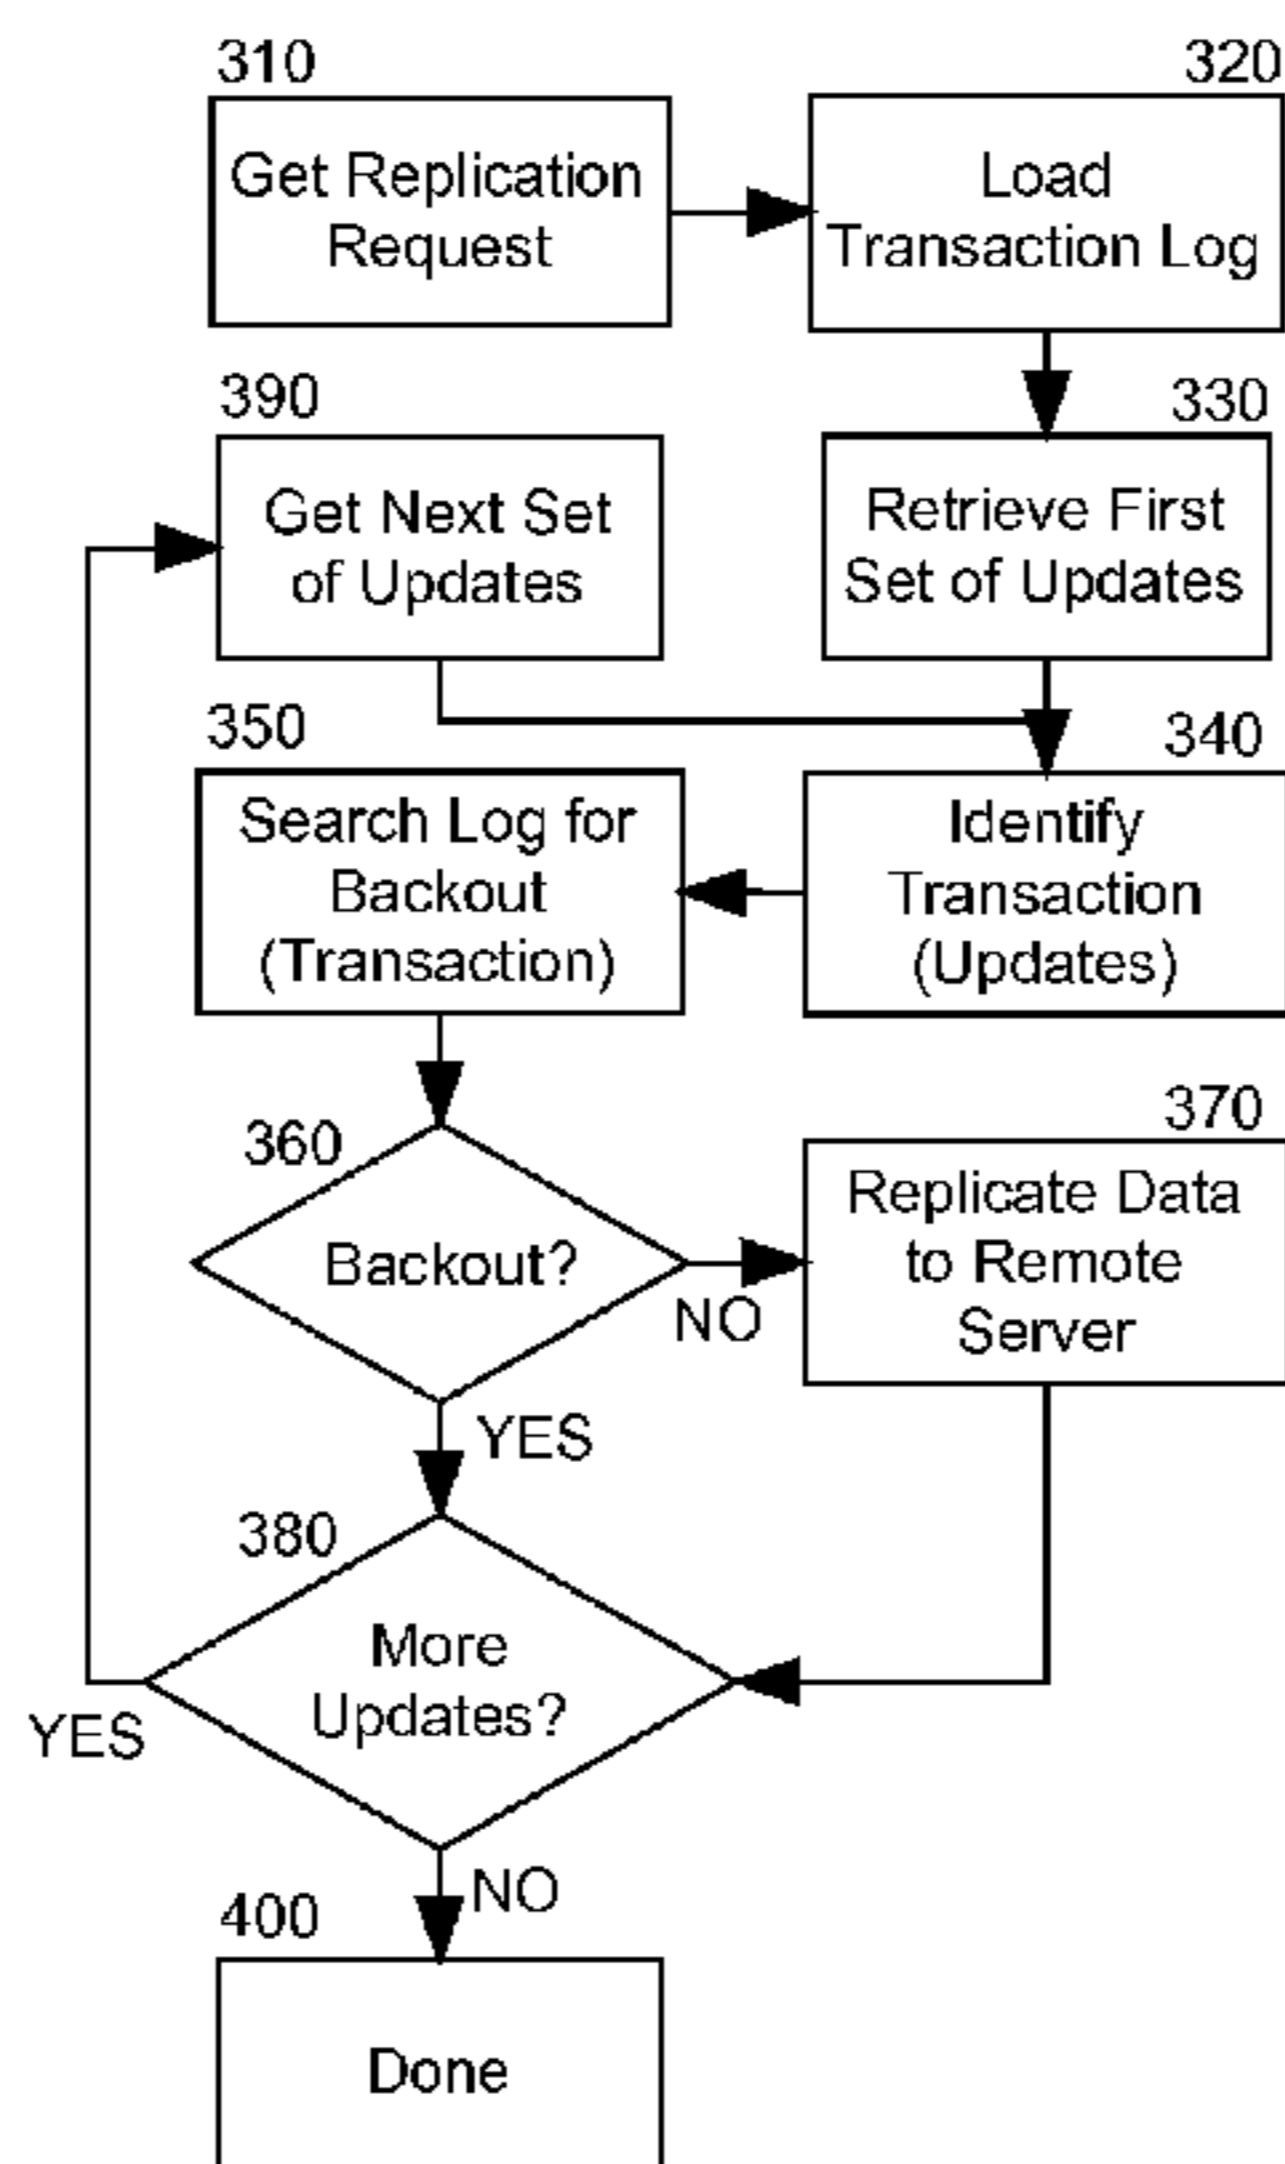 310
Get Replication
Request
320
Load
Transaction Log
390
Get Next Set
of Updates
330
Retrieve First
Set of Updates
350
Search Log for
Backout
(Transaction)
340
Identify
Transaction
(Updates)
360
Backout?
NO
YES
370
Replicate Data
to Remote
Server
380
More
Updates?
YES
NO
400
Done